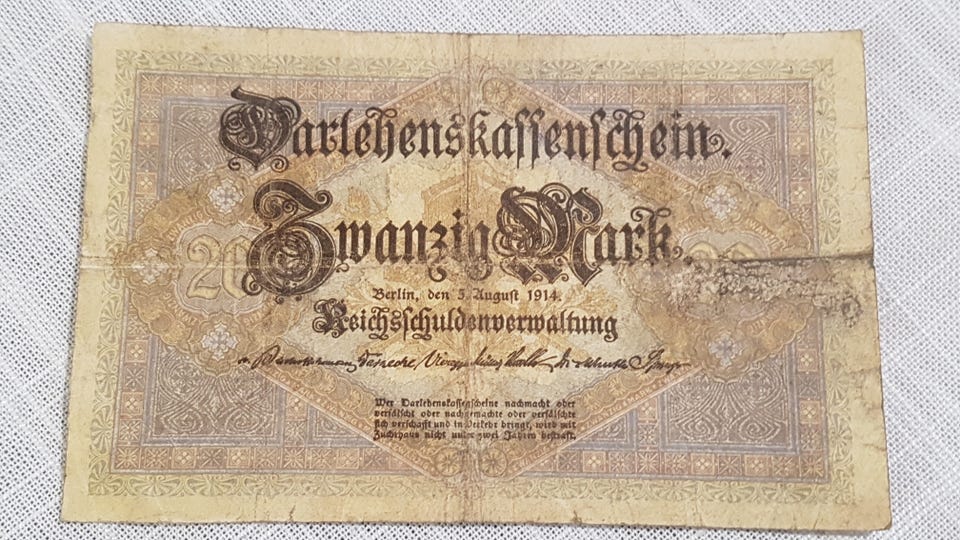 Darlehenskassenschein.
Zwanzig Mark.
20
Berlin, den 5. August 1914.
Reichsschuldenverwaltung
Wer Darlehenskassenscheine nachmacht oder
verfälscht oder nachgemachte oder verfälschte
sich verschafft und in Verkehr bringt, wird mit
Zuchthaus nicht unter zwei Jahren bestraft.